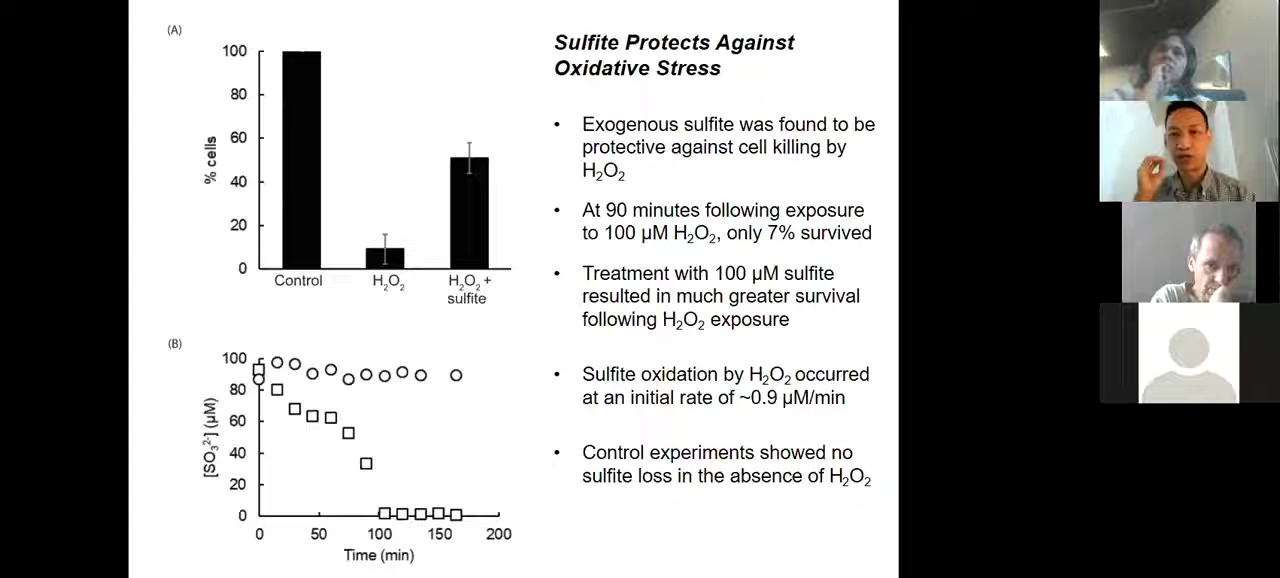 (A)
100
80
60
40
20
0
% cells
Control
H₂O₂
H₂O₂ +
sulfite
(B)
100
80
60
40
20
0
[SO₃²⁻] (µM)
0 50 100 150 200
Time (min)
Sulfite Protects Against
Oxidative Stress
• Exogenous sulfite was found to be
protective against cell killing by
H₂O₂
• At 90 minutes following exposure
to 100 µM H₂O₂, only 7% survived
• Treatment with 100 µM sulfite
resulted in much greater survival
following H₂O₂ exposure
• Sulfite oxidation by H₂O₂ occurred
at an initial rate of ~0.9 µM/min
• Control experiments showed no
sulfite loss in the absence of H₂O₂